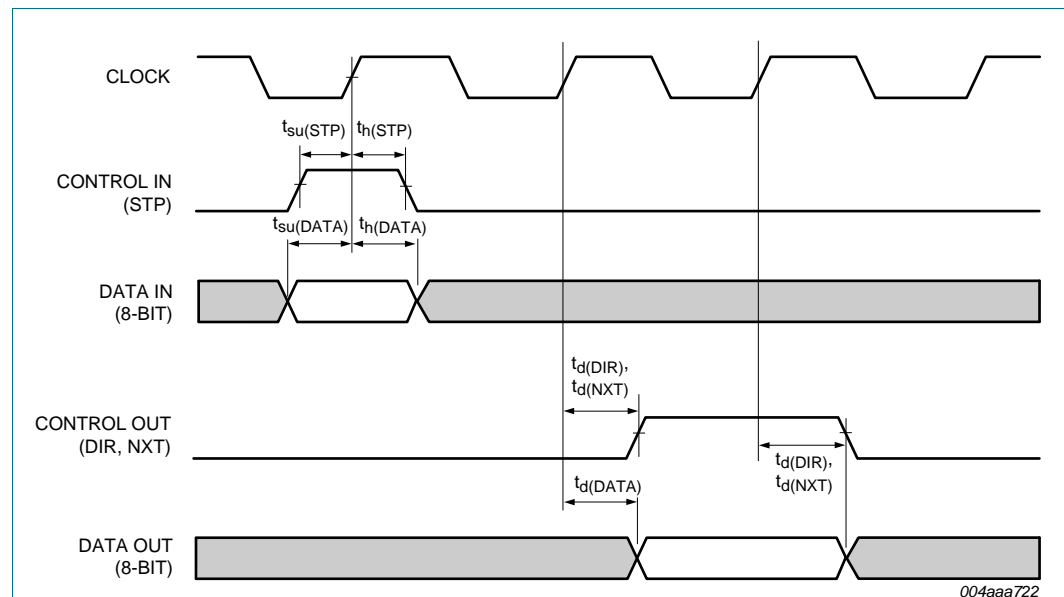 CLOCK
tsu(STP) th(STP)
CONTROL IN
(STP)
tsu(DATA) th(DATA)
DATA IN
(8-BIT)
td(DIR),
td(NXT)
CONTROL OUT
(DIR, NXT)
td(DIR),
td(NXT)
td(DATA)
DATA OUT
(8-BIT)
004aaa722